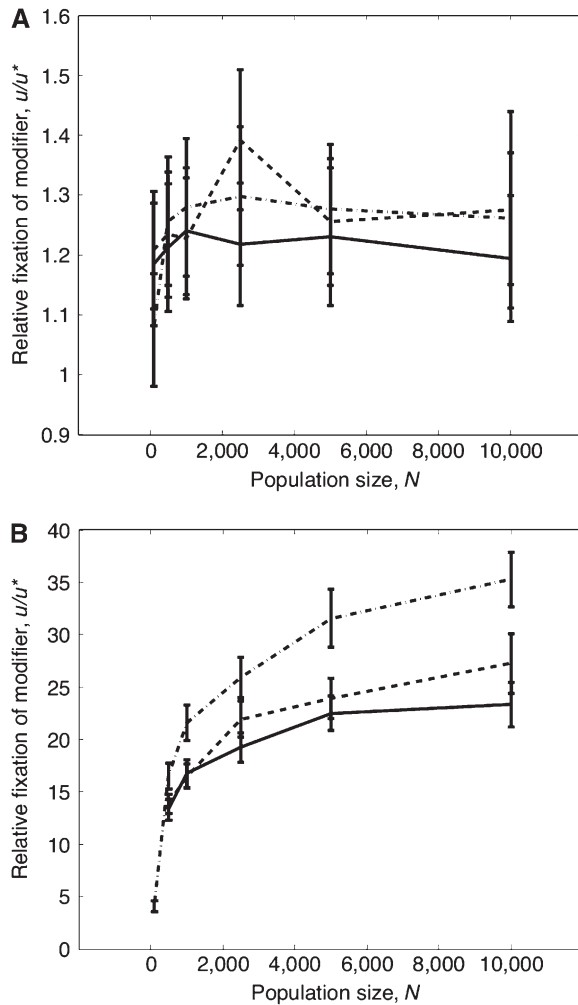 A
1.6
1.5
1.4
1.3
1.2
1.1
1
0.9
Relative fixation of modifier, u/u*
0 2,000 4,000 6,000 8,000 10,000
Population size, N
B
40
35
30
25
20
15
10
5
0
Relative fixation of modifier, u/u*
0 2,000 4,000 6,000 8,000 10,000
Population size, N